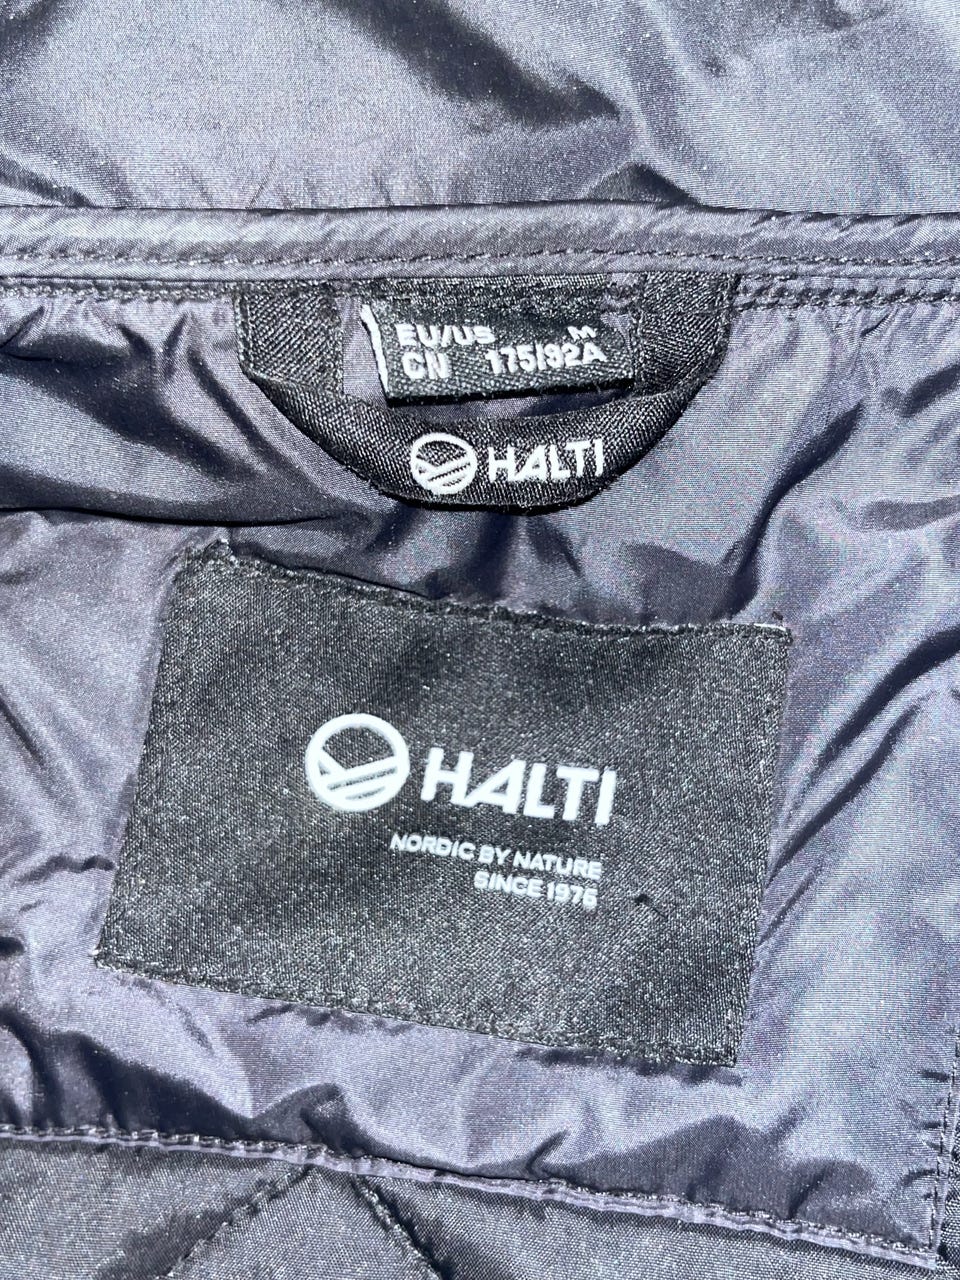 EU/US M
CN 175/92A
HALTI
HALTI
NORDIC BY NATURE
SINCE 1976